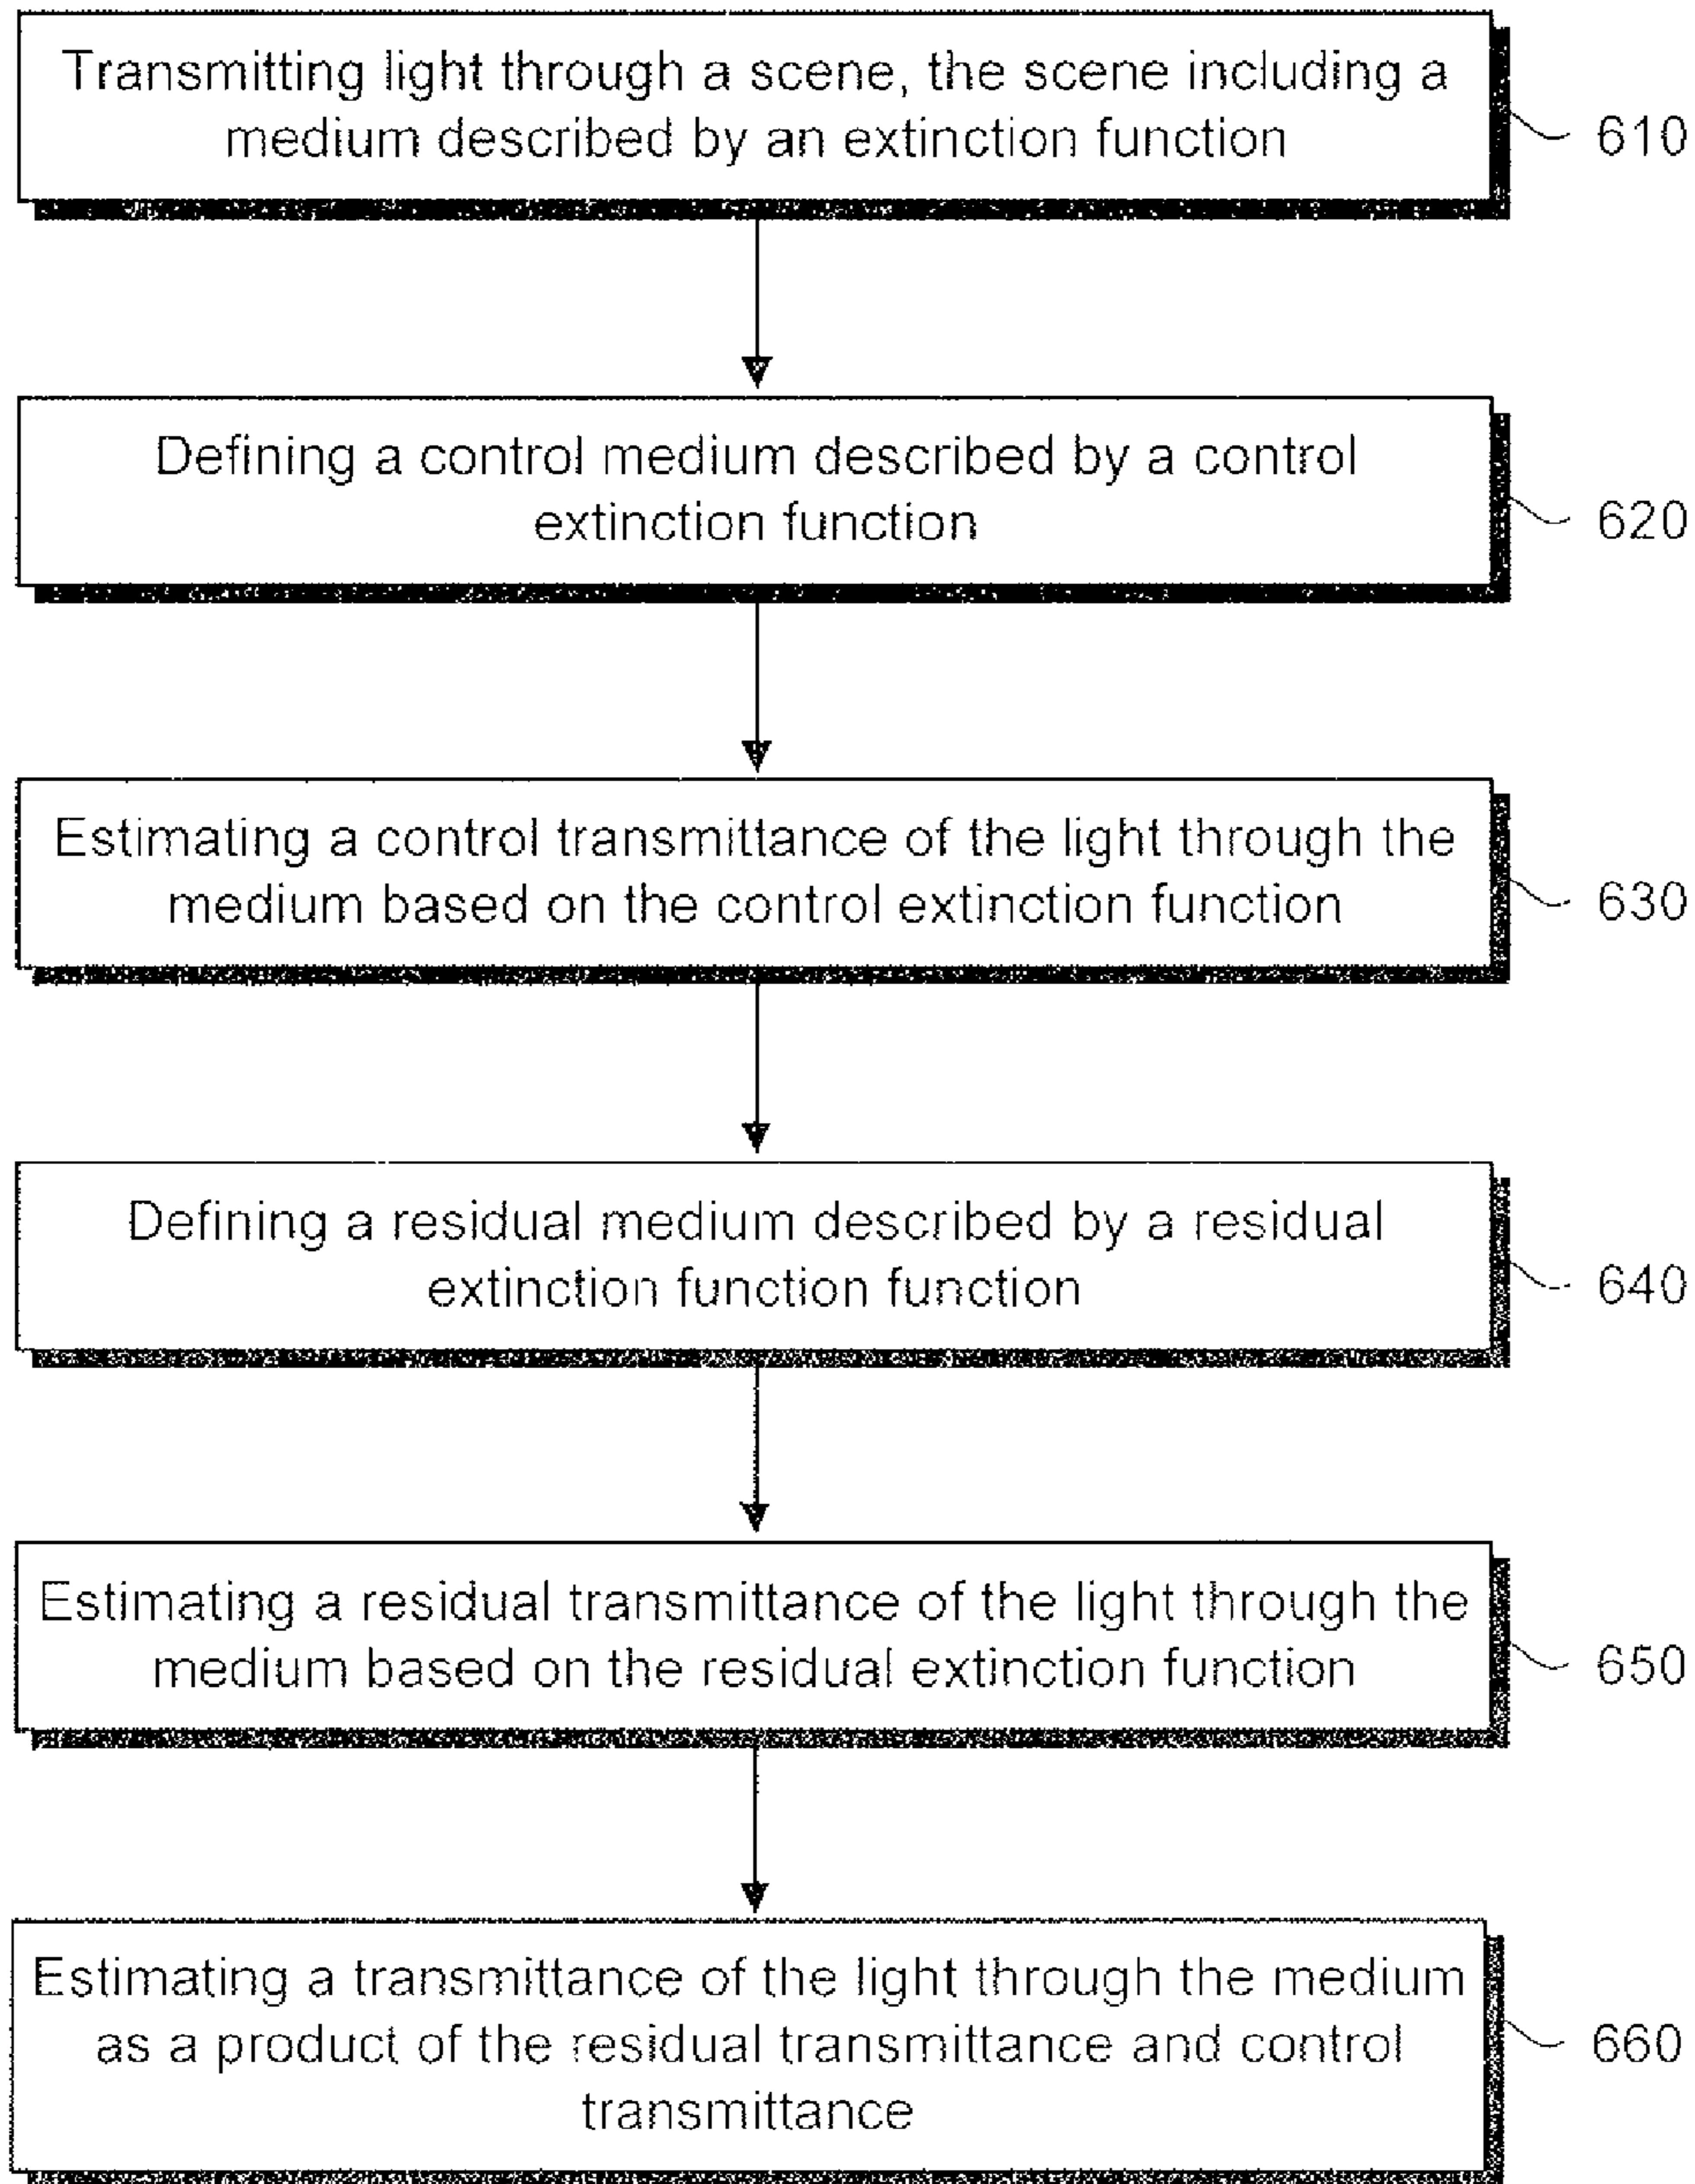 Transmitting light through a scene, the scene including a
medium described by an extinction function
610
Defining a control medium described by a control
extinction function
620
Estimating a control transmittance of the light through the
medium based on the control extinction function
630
Defining a residual medium described by a residual
extinction function function
640
Estimating a residual transmittance of the light through the
medium based on the residual extinction function
650
Estimating a transmittance of the light through the medium
as a product of the residual transmittance and control
transmittance
660